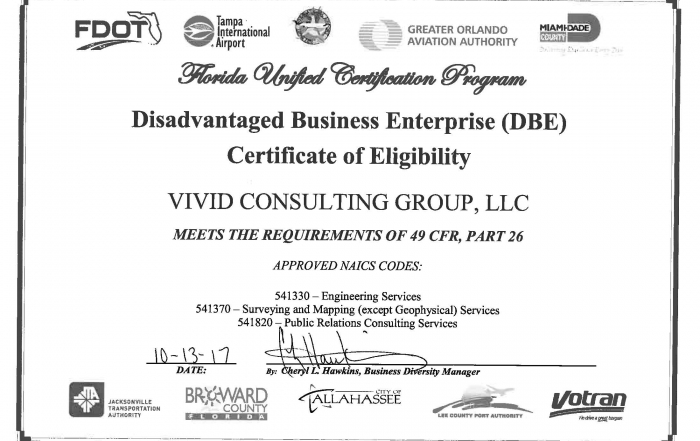 FDOT
Tampa
International
Airport
GREATER ORLANDO
AVIATION AUTHORITY
MIAMI-DADE
COUNTY
Delivering Excellence Every Day
Florida Unified Certification Program
Disadvantaged Business Enterprise (DBE)
Certificate of Eligibility
VIVID CONSULTING GROUP, LLC
MEETS THE REQUIREMENTS OF 49 CFR, PART 26
APPROVED NAICS CODES:
541330 – Engineering Services
541370 – Surveying and Mapping (except Geophysical) Services
541820 – Public Relations Consulting Services
10-13-17
DATE:
By: Cheryl L. Hawkins, Business Diversity Manager
JTA
JACKSONVILLE
TRANSPORTATION
AUTHORITY
BROWARD
COUNTY
FLORIDA
CITY OF
TALLAHASSEE
LEE COUNTY PORT AUTHORITY
Votran